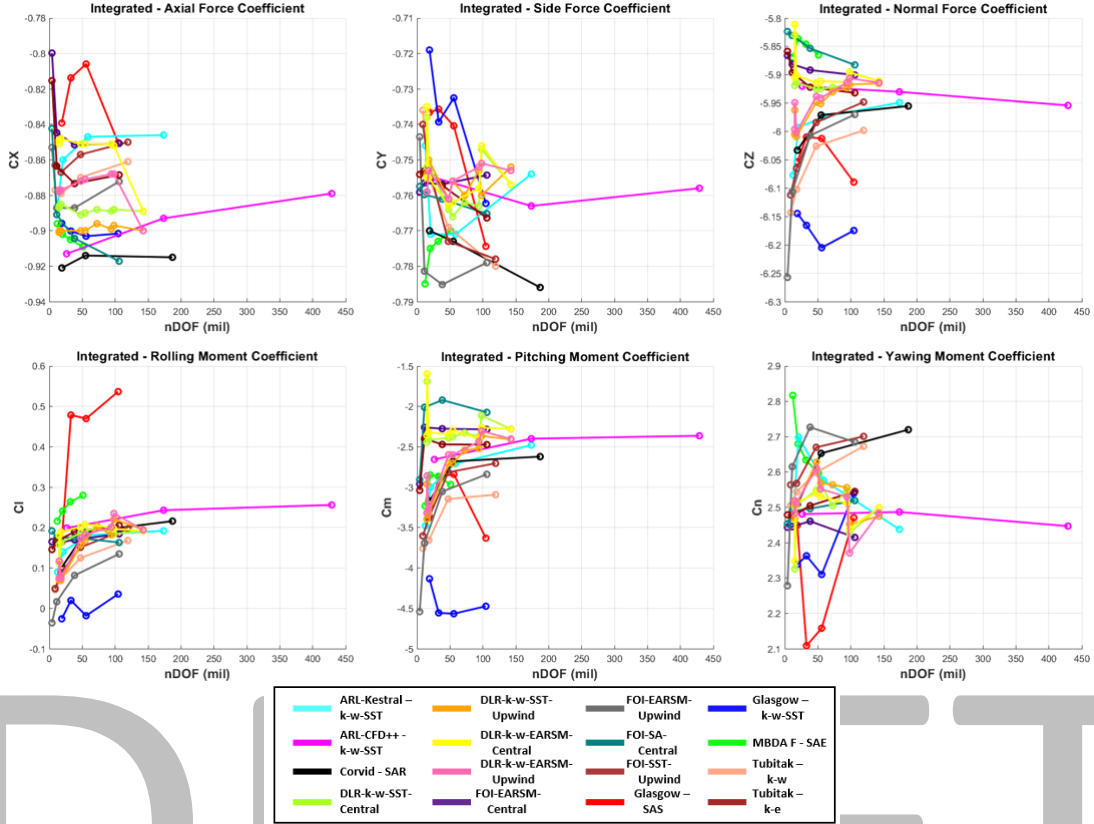 Integrated - Axial Force Coefficient
Integrated - Side Force Coefficient
Integrated - Normal Force Coefficient
-0.78
-0.8
-0.82
-0.84
-0.86
-0.88
-0.9
-0.92
-0.94
CX
0 50 100 150 200 250 300 350 400 450
nDOF (mil)
-0.71
-0.72
-0.73
-0.74
-0.75
-0.76
-0.77
-0.78
-0.79
CY
0 50 100 150 200 250 300 350 400 450
nDOF (mil)
-5.8
-5.85
-5.9
-5.95
-6
-6.05
-6.1
-6.15
-6.2
-6.25
-6.3
CZ
0 50 100 150 200 250 300 350 400 450
nDOF (mil)
Integrated - Rolling Moment Coefficient
Integrated - Pitching Moment Coefficient
Integrated - Yawing Moment Coefficient
0.6
0.5
0.4
0.3
0.2
0.1
0
-0.1
Cl
0 50 100 150 200 250 300 350 400 450
nDOF (mil)
-1.5
-2
-2.5
-3
-3.5
-4
-4.5
-5
Cm
0 50 100 150 200 250 300 350 400 450
nDOF (mil)
2.9
2.8
2.7
2.6
2.5
2.4
2.3
2.2
2.1
Cn
0 50 100 150 200 250 300 350 400 450
nDOF (mil)
ARL-Kestral –
k-w-SST
ARL-CFD++ -
k-w-SST
Corvid - SAR
DLR-k-w-SST-
Central
DLR-k-w-SST-
Upwind
DLR-k-w-EARSM-
Central
DLR-k-w-EARSM-
Upwind
FOI-EARSM-
Central
FOI-EARSM-
Upwind
FOI-SA-
Central
FOI-SST-
Upwind
Glasgow –
SAS
Glasgow –
k-w-SST
MBDA F - SAE
Tubitak –
k-w
Tubitak –
k-e